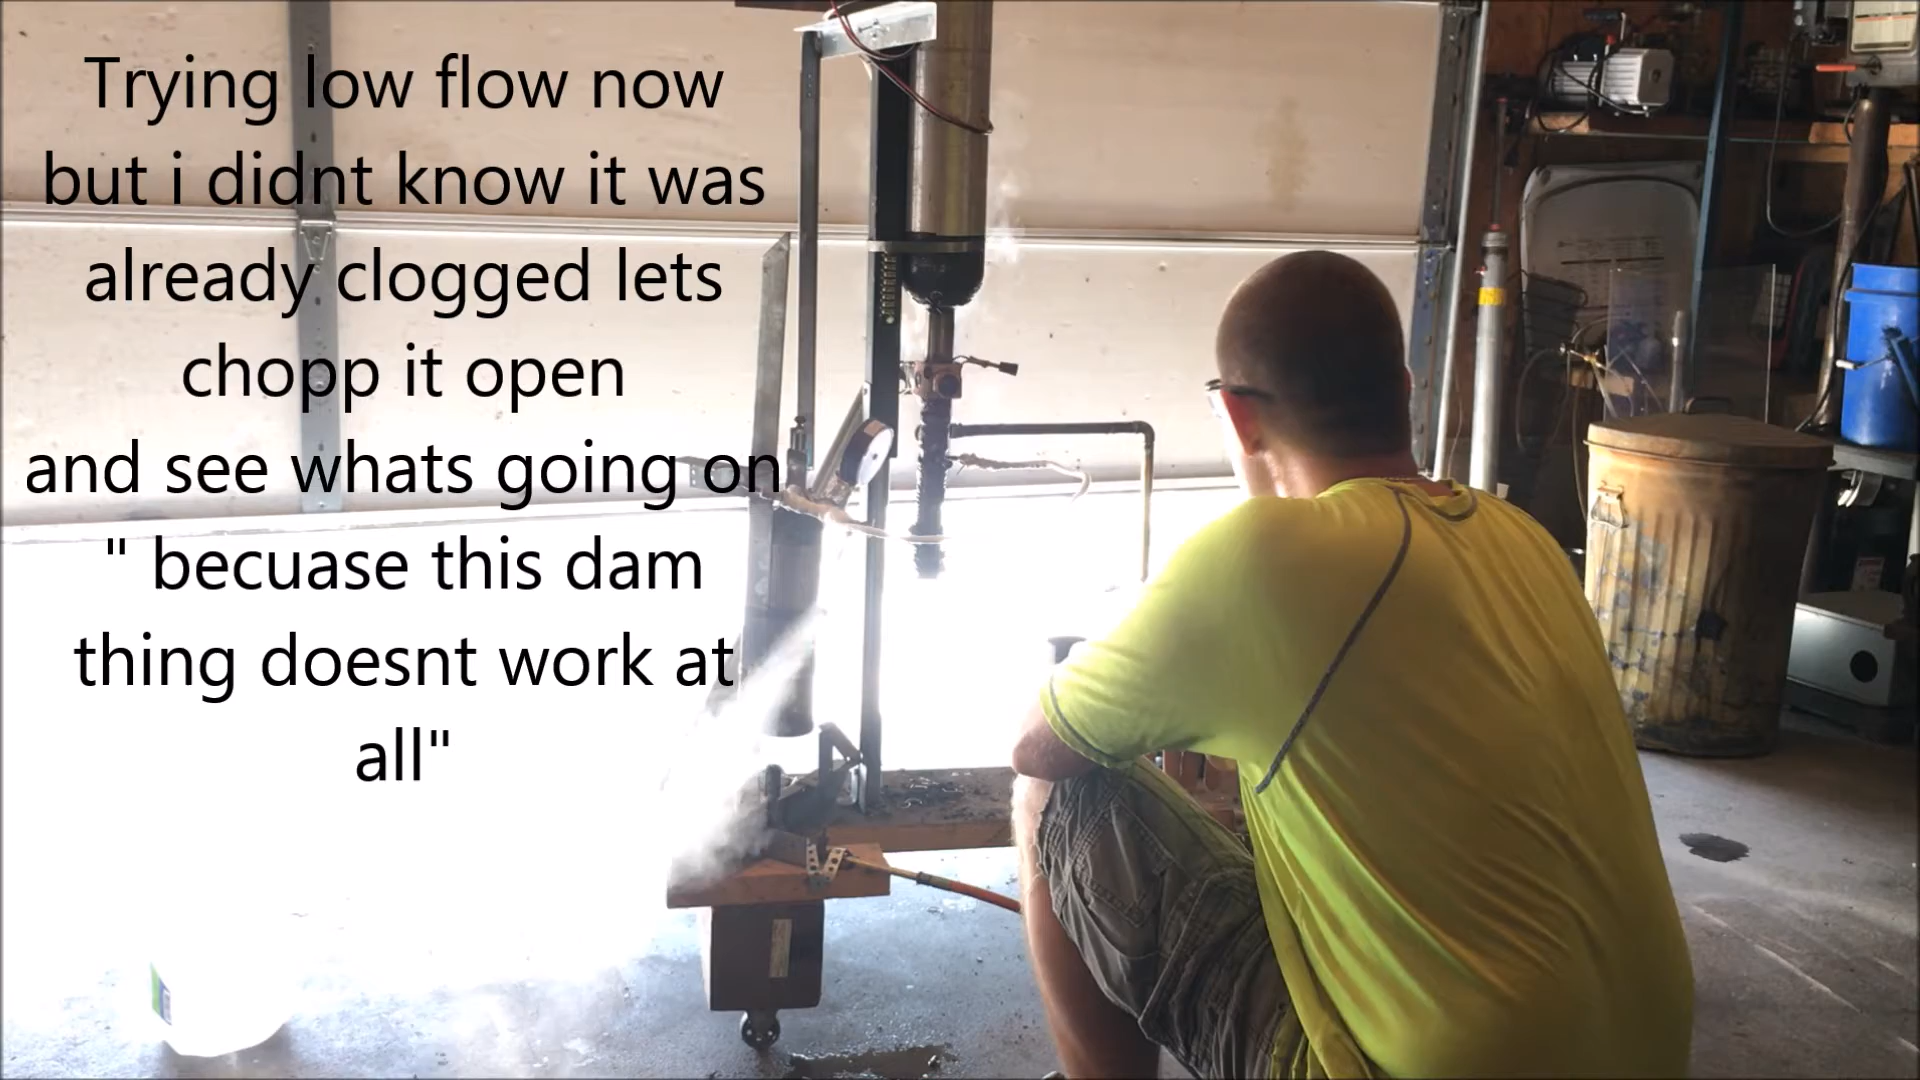 Trying low flow now
but i didnt know it was
already clogged lets
chopp it open
and see whats going on
" becuase this dam
thing doesnt work at
all"